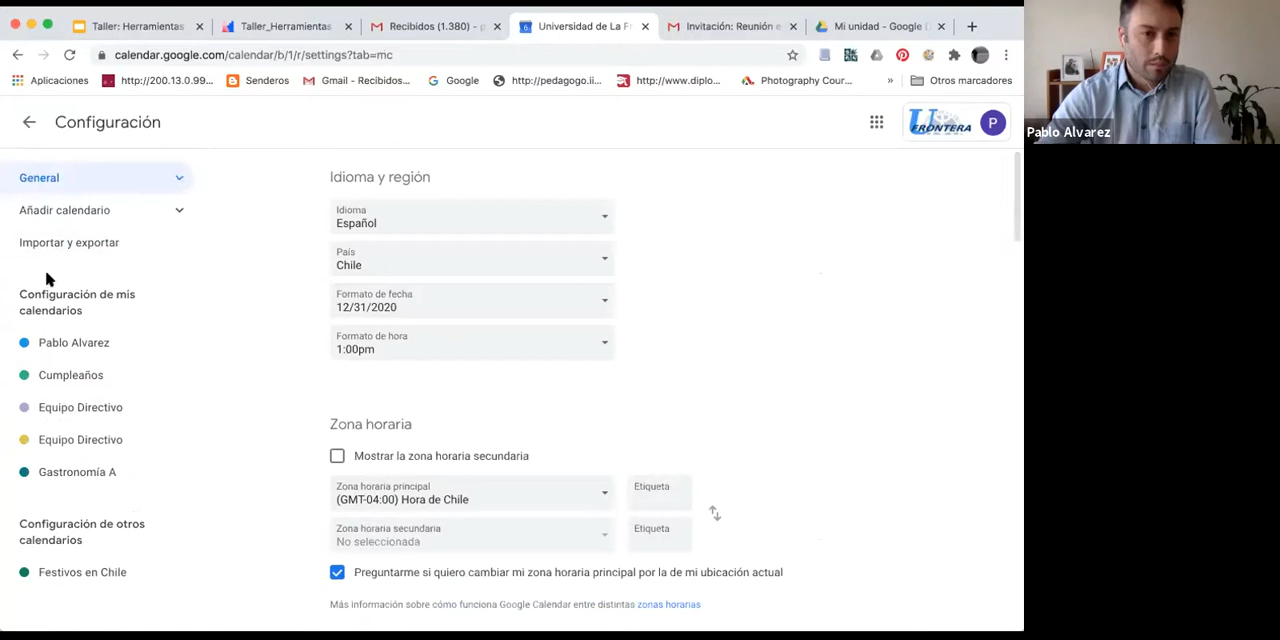 Taller: Herramientas
Taller_Herramientas
Recibidos (1.380) - p
Universidad de La Fr
Invitación: Reunión e
Mi unidad - Google D
calendar.google.com/calendar/b/1/r/settings?tab=mc
Aplicaciones
http://200.13.0.99...
Senderos
Gmail - Recibidos...
Google
http://pedagogo.ii...
http://www.diplo...
Photography Cour...
»
Otros marcadores
Configuración
U FRONTERA
P
Pablo Alvarez
General
Añadir calendario
Importar y exportar
Configuración de mis
calendarios
Pablo Alvarez
Cumpleaños
Equipo Directivo
Equipo Directivo
Gastronomía A
Configuración de otros
calendarios
Festivos en Chile
Idioma y región
Idioma
Español
País
Chile
Formato de fecha
12/31/2020
Formato de hora
1:00pm
Zona horaria
Mostrar la zona horaria secundaria
Zona horaria principal
(GMT-04:00) Hora de Chile
Etiqueta
Zona horaria secundaria
No seleccionada
Etiqueta
Preguntarme si quiero cambiar mi zona horaria principal por la de mi ubicación actual
Más información sobre cómo funciona Google Calendar entre distintas zonas horarias